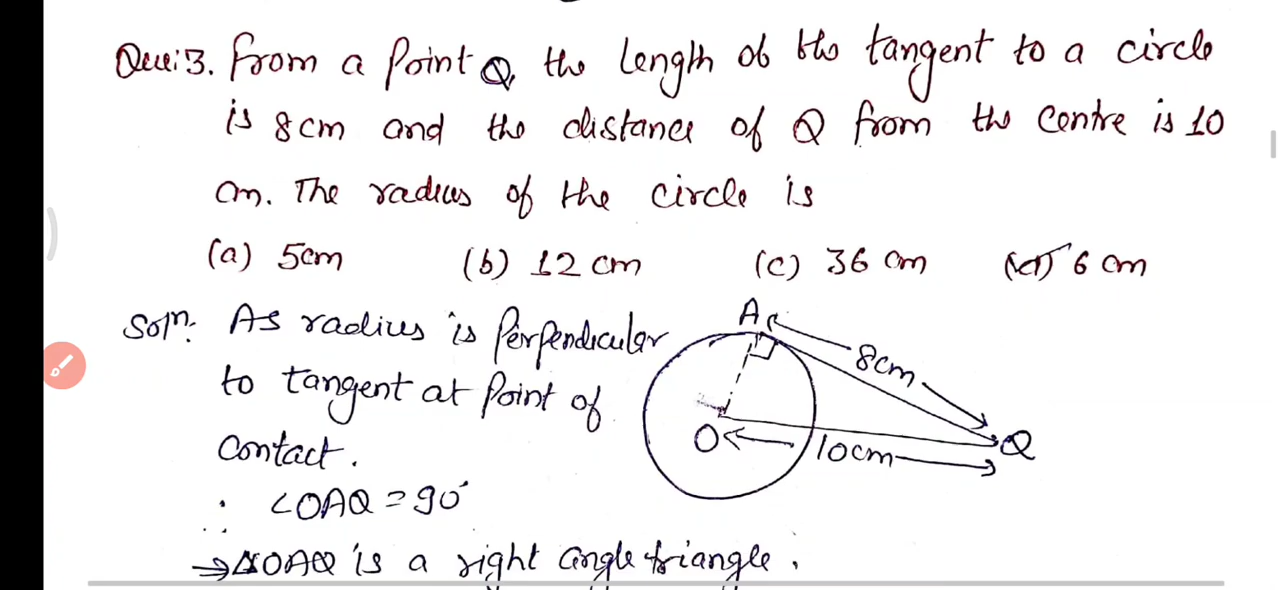 Que:3. From a point Q, the length of the tangent to a circle
is 8cm and the distance of Q from the centre is 10
cm. The radius of the circle is
(a) 5cm (b) 12 cm (c) 36 cm (d) 6 cm
Soln: As radius is perpendicular
to tangent at point of
contact.
∴ ∠OAQ = 90°
⇒ ΔOAQ is a right angle triangle.
A
8cm
O
10cm
Q